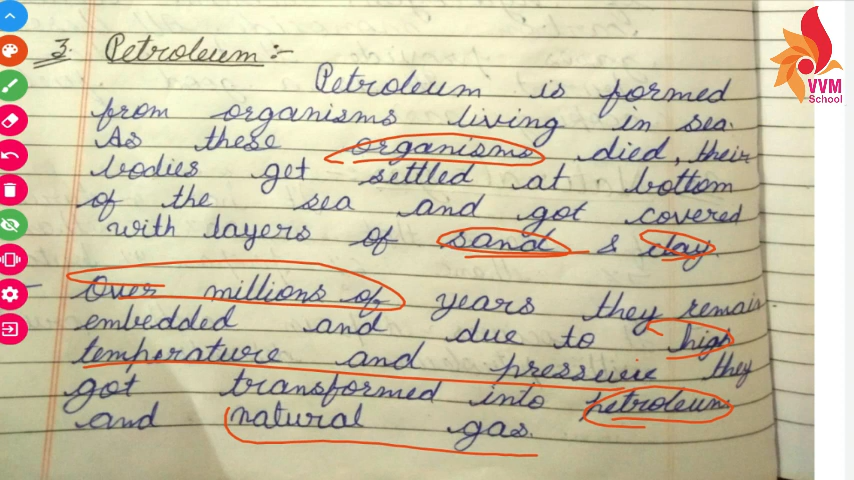 3. Petroleum :-
Petroleum is formed
from organisms living in sea.
As these organisms died, their
bodies get settled at bottom
of the sea and got covered
with layers of sand & clay.
Over millions of years they remain
embedded and due to high
temperature and pressure they
got transformed into petroleum
and natural gas.
VVM
School